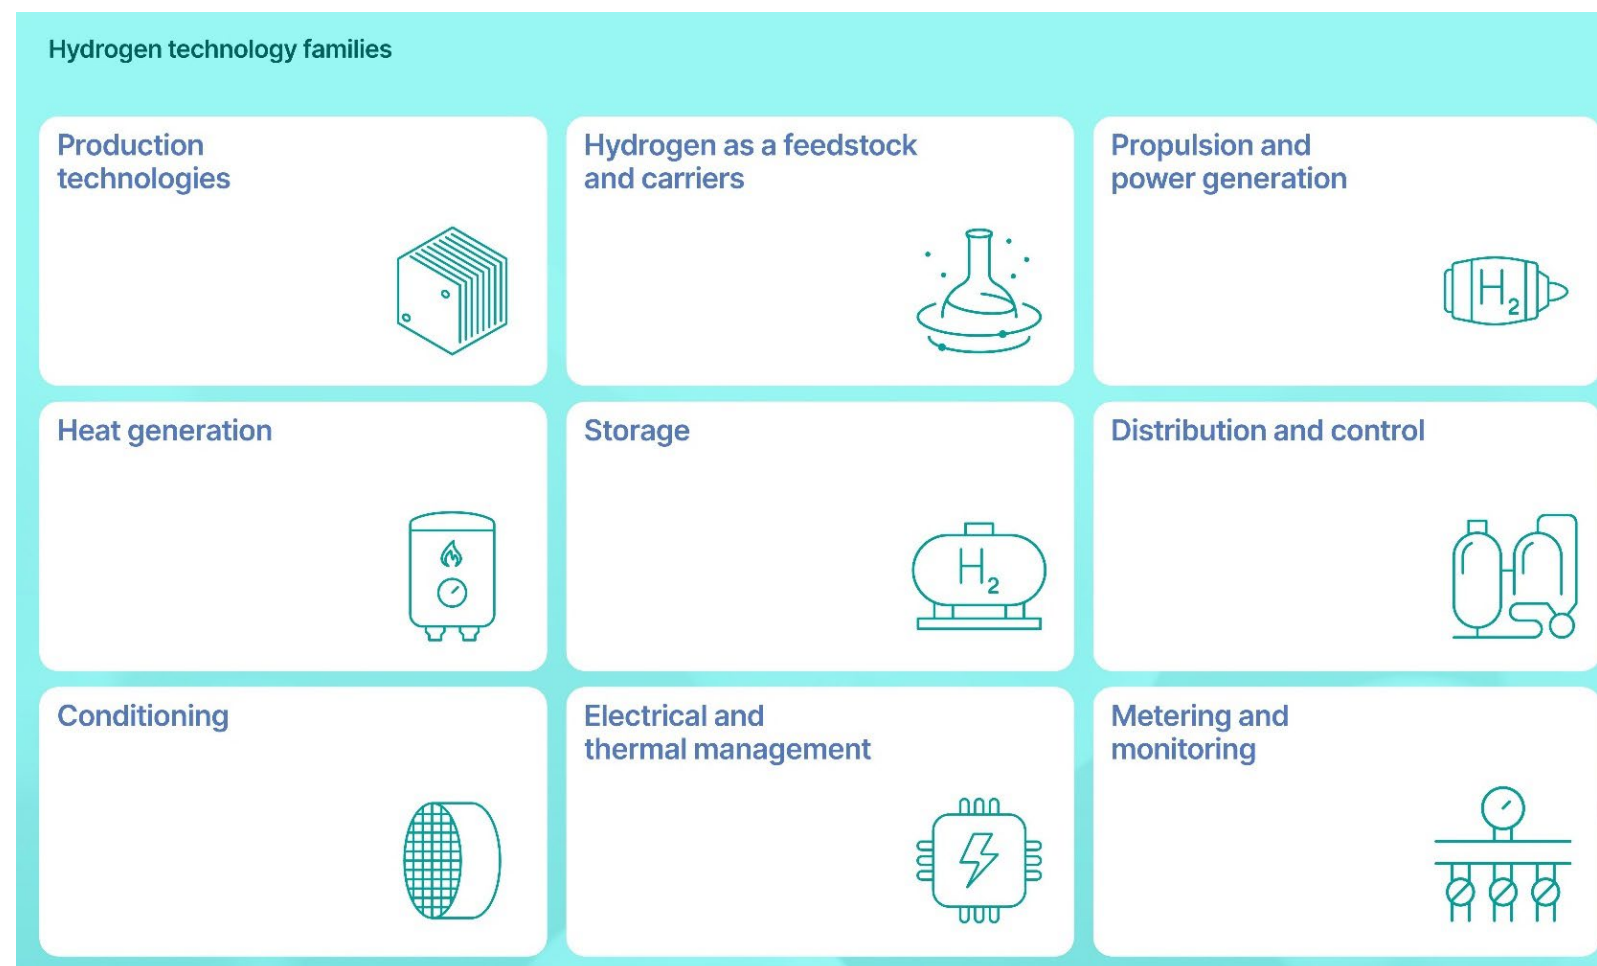 Hydrogen technology families
Production
technologies
Hydrogen as a feedstock
and carriers
Propulsion and
power generation
H2
Heat generation
Storage
H2
Distribution and control
Conditioning
Electrical and
thermal management
Metering and
monitoring